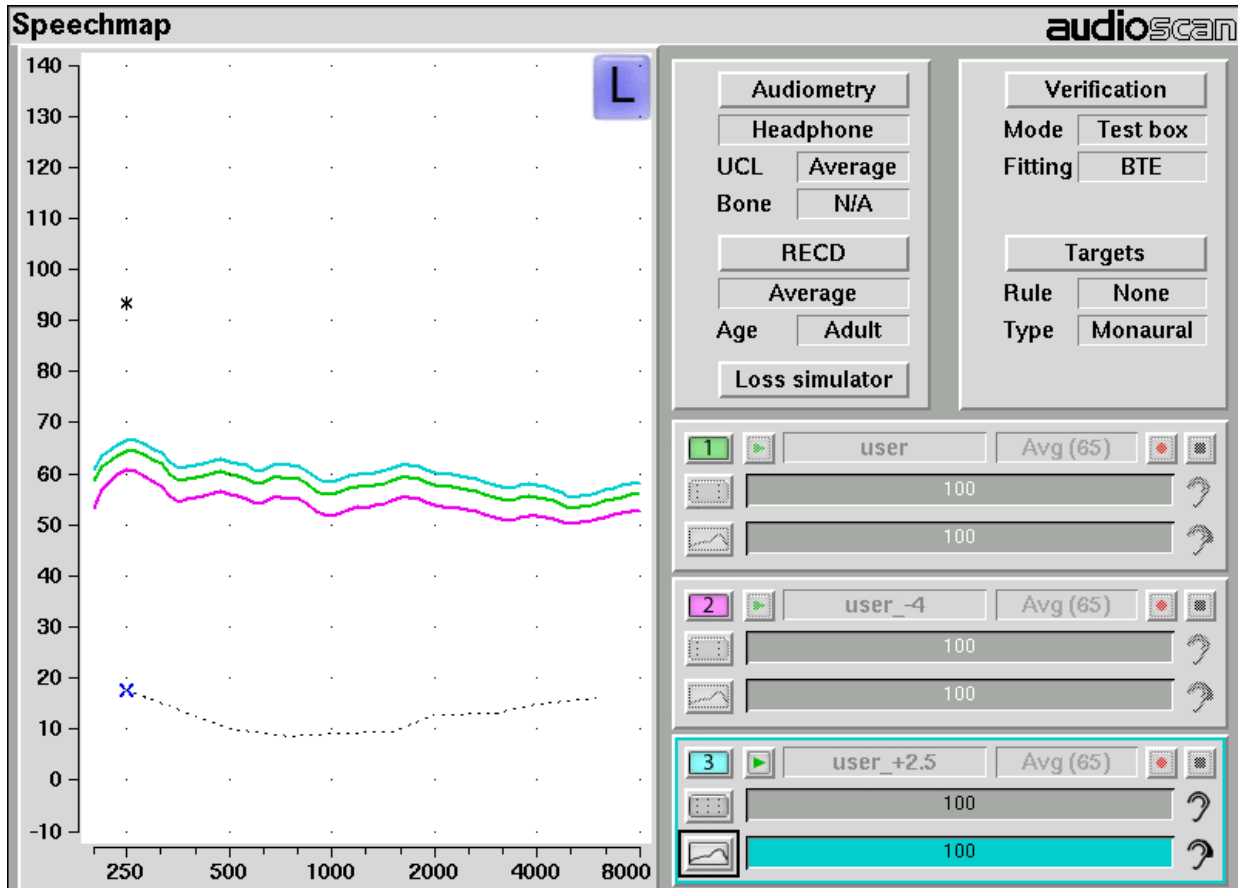 Speechmap
audioscan
L
140
130
120
110
100
90
80
70
60
50
40
30
20
10
0
-10
250 500 1000 2000 4000 8000
Audiometry
Headphone
UCL Average
Bone N/A
RECD
Average
Age Adult
Loss simulator
Verification
Mode Test box
Fitting BTE
Targets
Rule None
Type Monaural
1 user Avg (65)
100
100
2 user_-4 Avg (65)
100
100
3 user_+2.5 Avg (65)
100
100